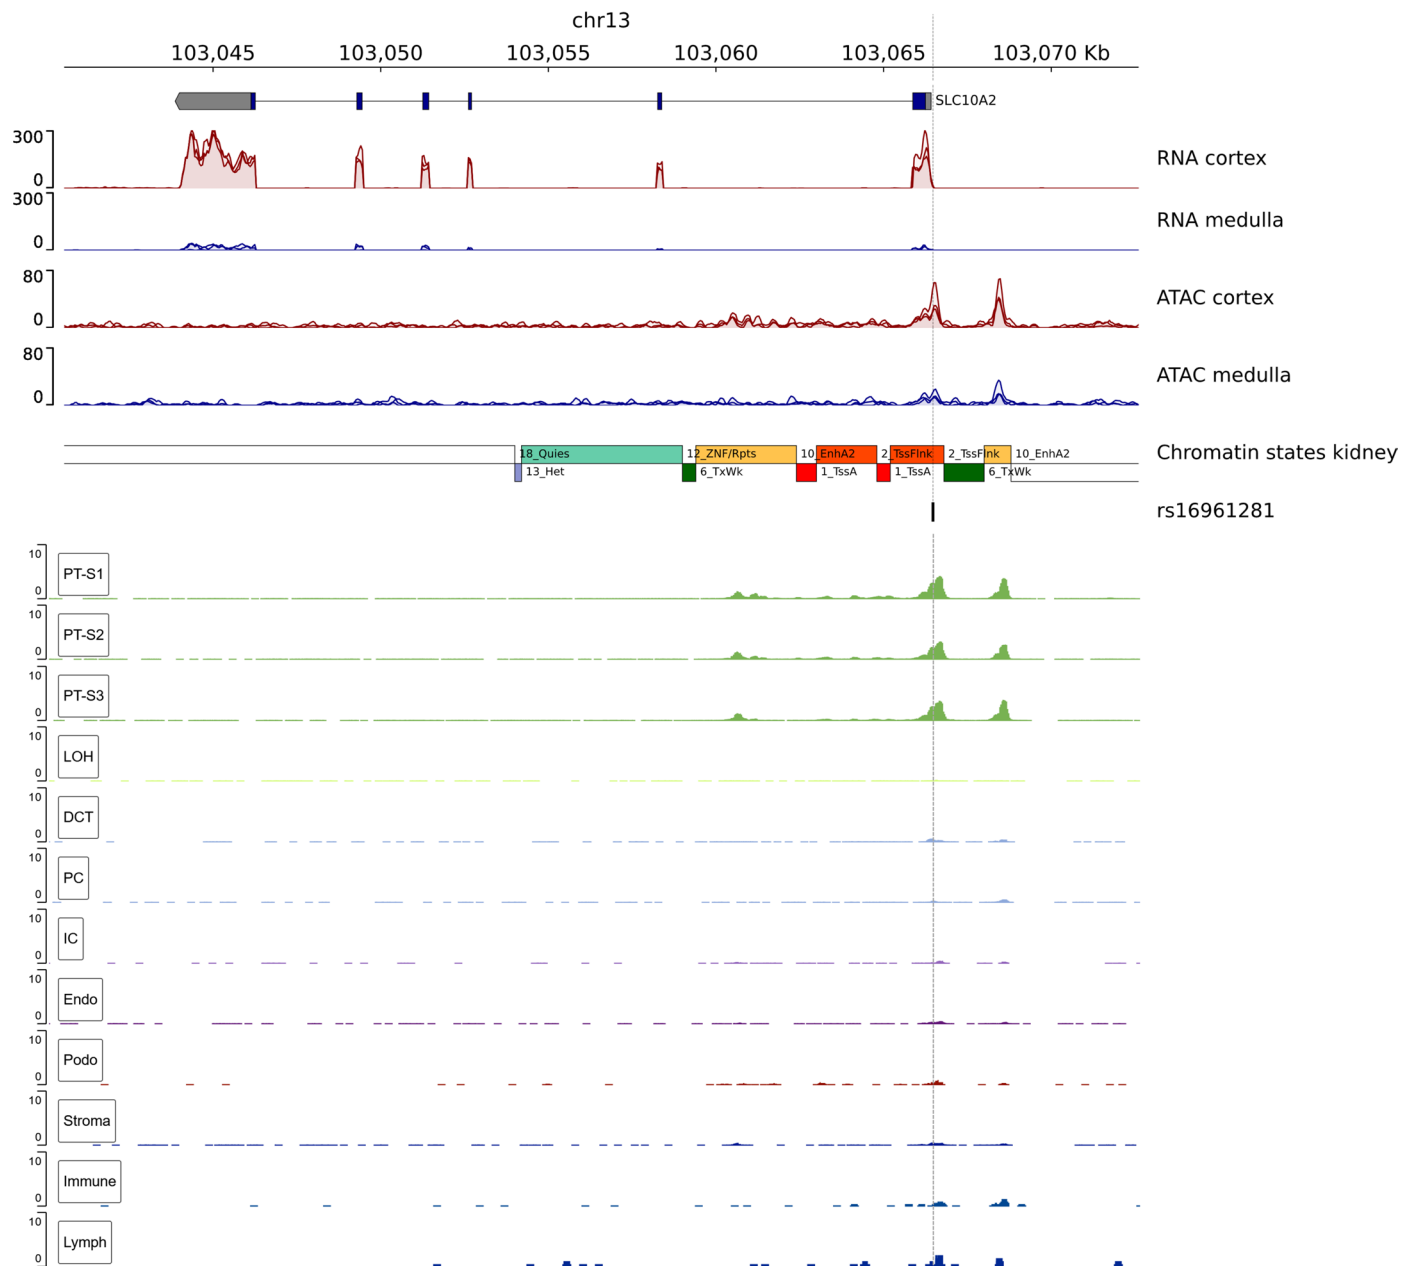 chr13
103,045 103,050 103,055 103,060 103,065 103,070 Kb
SLC10A2
300
0
RNA cortex
300
0
RNA medulla
80
0
ATAC cortex
80
0
ATAC medulla
18_Quies 12_ZNF/Rpts 10_EnhA2 2_TssFlnk 2_TssFlnk 10_EnhA2
13_Het 6_TxWk 1_TssA 1_TssA 6_TxWk
Chromatin states kidney
rs16961281
10
0
PT-S1
10
0
PT-S2
10
0
PT-S3
10
0
LOH
10
0
DCT
10
0
PC
10
0
IC
10
0
Endo
10
0
Podo
10
0
Stroma
10
0
Immune
10
0
Lymph